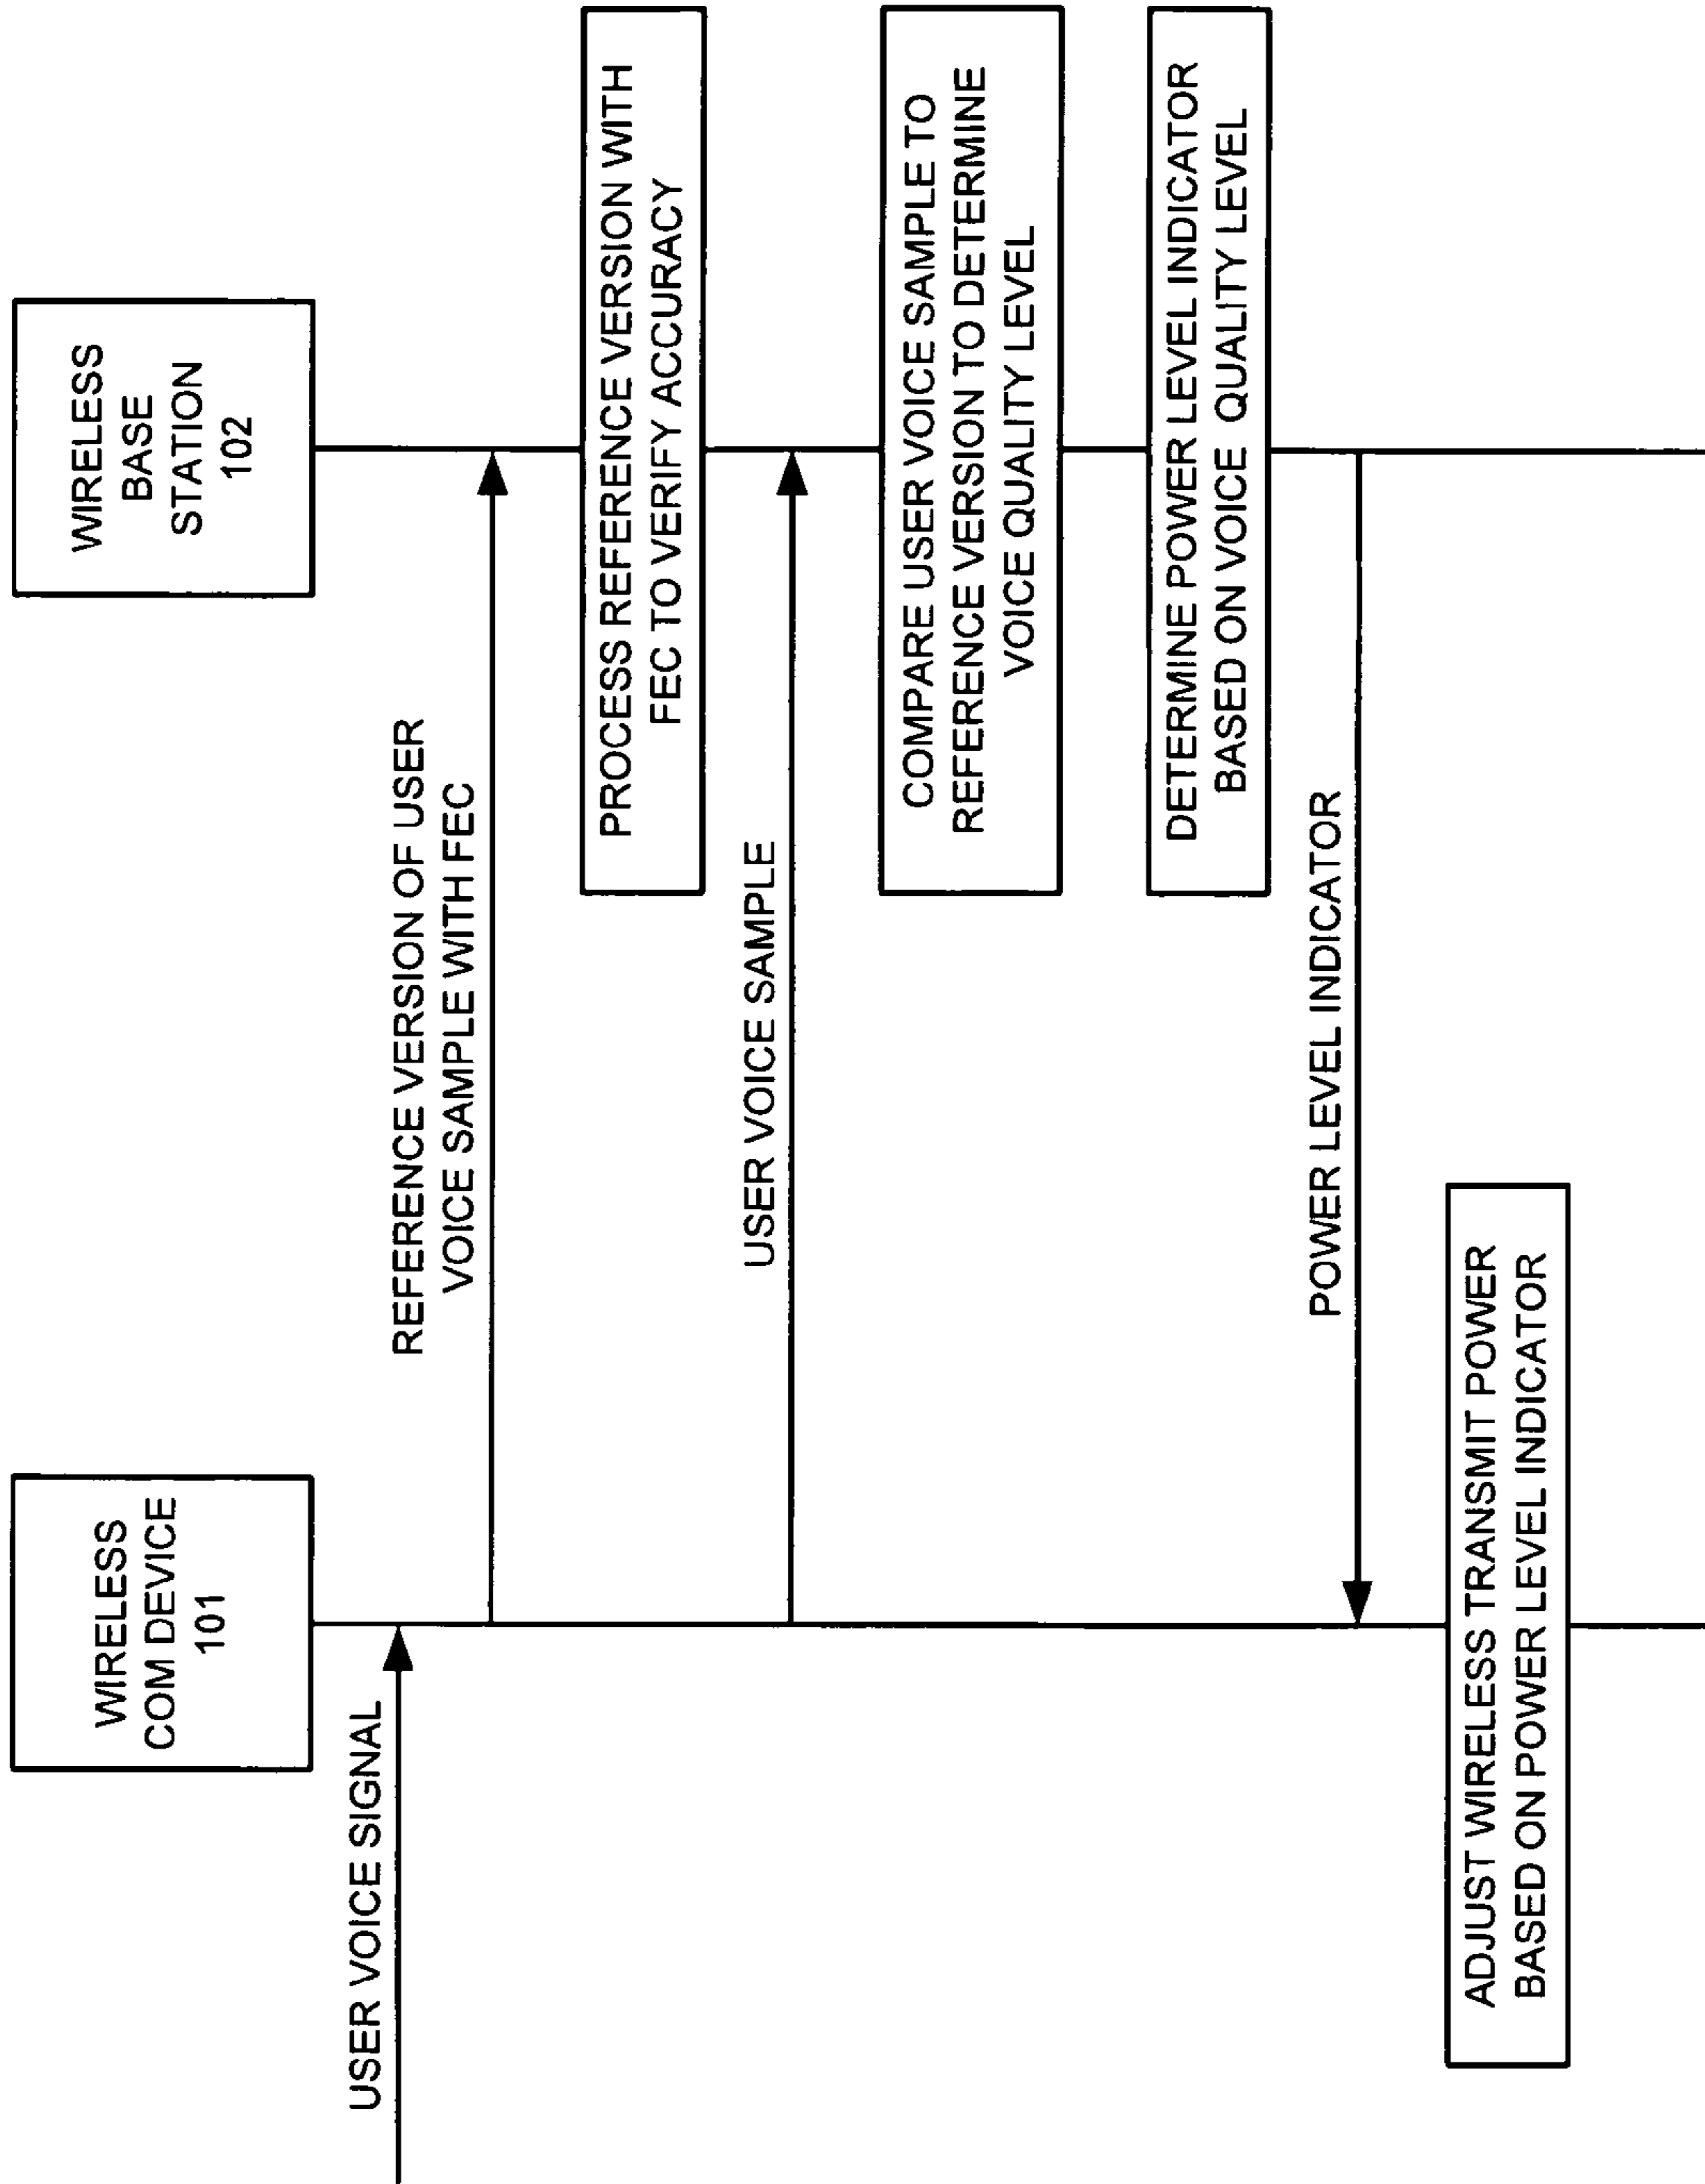 WIRELESS
COM DEVICE
101
WIRELESS
BASE
STATION
102
USER VOICE SIGNAL
REFERENCE VERSION OF USER
VOICE SAMPLE WITH FEC
PROCESS REFERENCE VERSION WITH
FEC TO VERIFY ACCURACY
USER VOICE SAMPLE
COMPARE USER VOICE SAMPLE TO
REFERENCE VERSION TO DETERMINE
VOICE QUALITY LEVEL
DETERMINE POWER LEVEL INDICATOR
BASED ON VOICE QUALITY LEVEL
POWER LEVEL INDICATOR
ADJUST WIRELESS TRANSMIT POWER
BASED ON POWER LEVEL INDICATOR